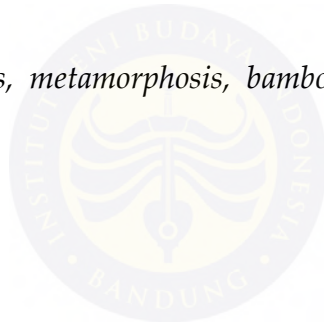 s, metamorphosis, bambo
INSTITUT SENI BUDAYA INDONESIA
BANDUNG